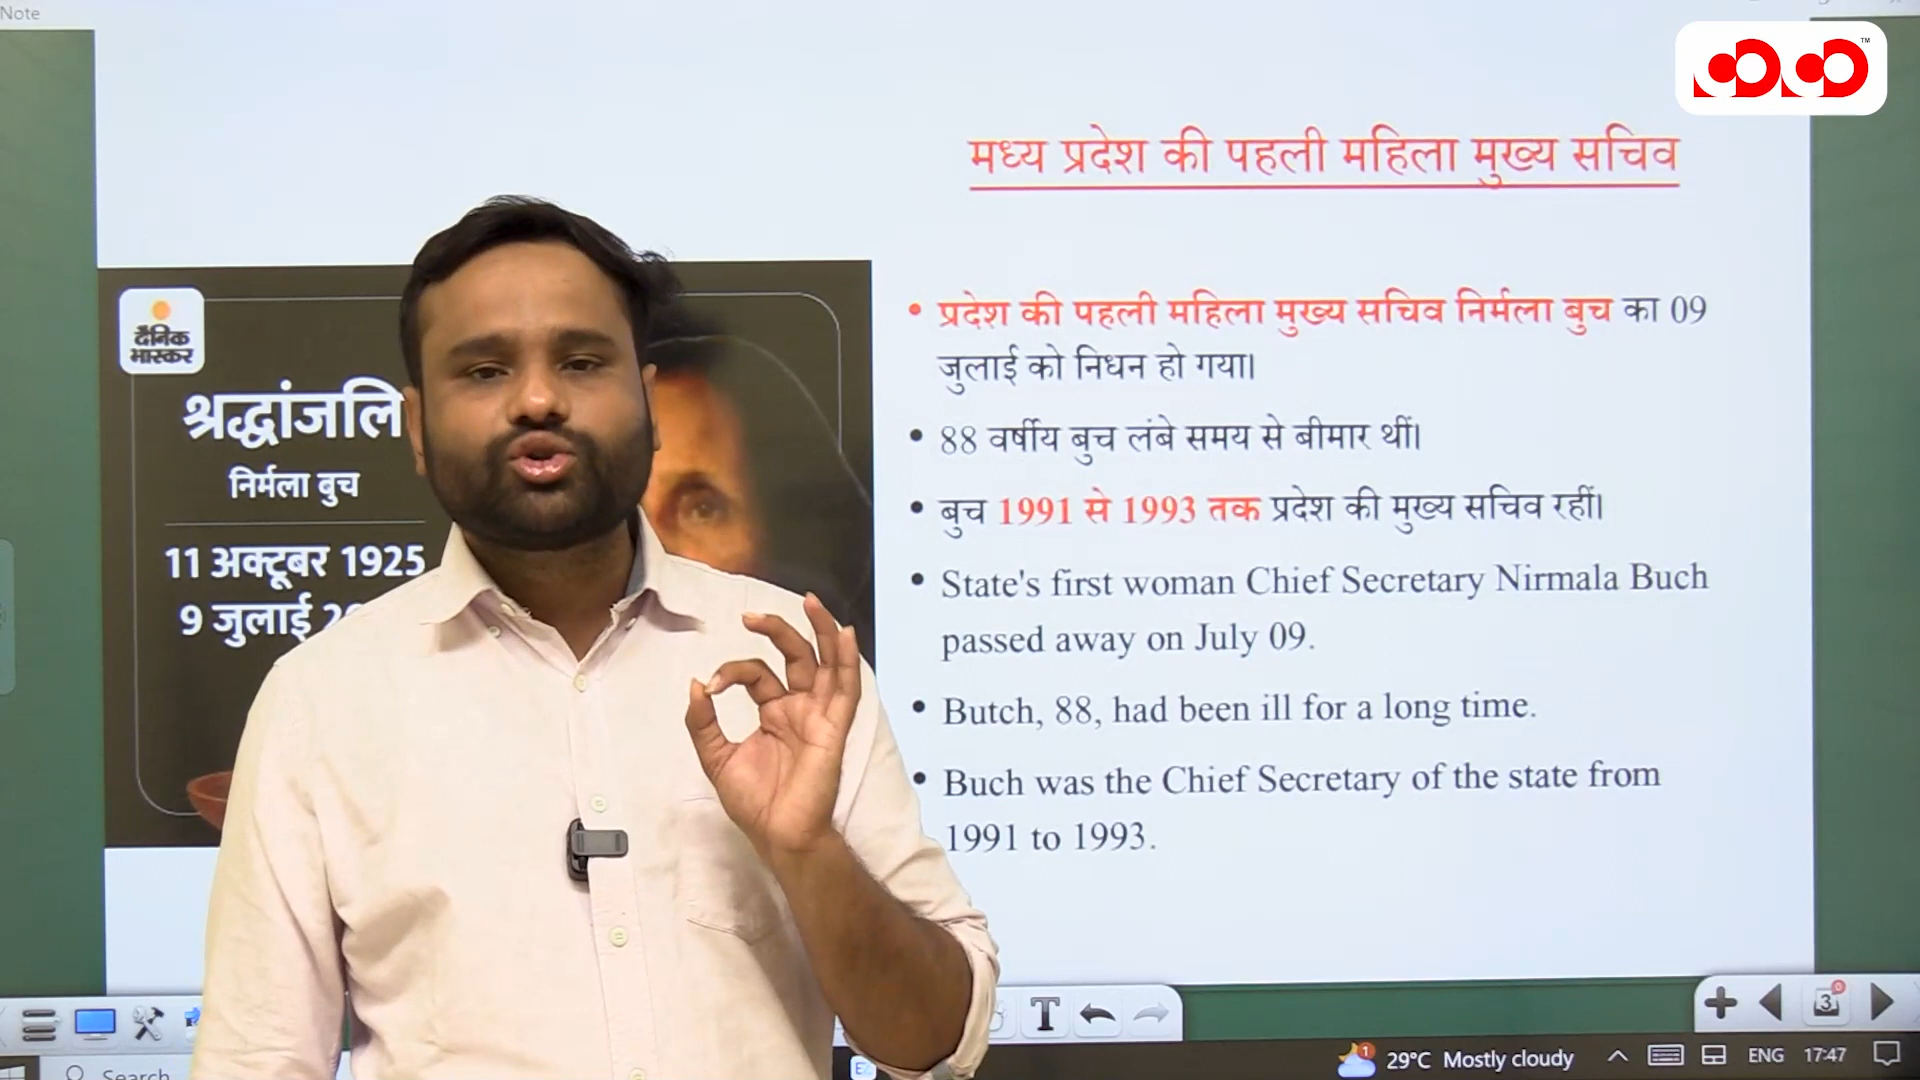 Note
TM
मध्य प्रदेश की पहली महिला मुख्य सचिव
दैनिक
भास्कर
श्रद्धांजलि
निर्मला बुच
11 अक्टूबर 1925
9 जुलाई
• प्रदेश की पहली महिला मुख्य सचिव निर्मला बुच का 09
जुलाई को निधन हो गया।
• 88 वर्षीय बुच लंबे समय से बीमार थीं।
• बुच 1991 से 1993 तक प्रदेश की मुख्य सचिव रहीं।
• State's first woman Chief Secretary Nirmala Buch
passed away on July 09.
• Butch, 88, had been ill for a long time.
• Buch was the Chief Secretary of the state from
1991 to 1993.
T
3
0
Search
1
29°C Mostly cloudy
ENG
17:47